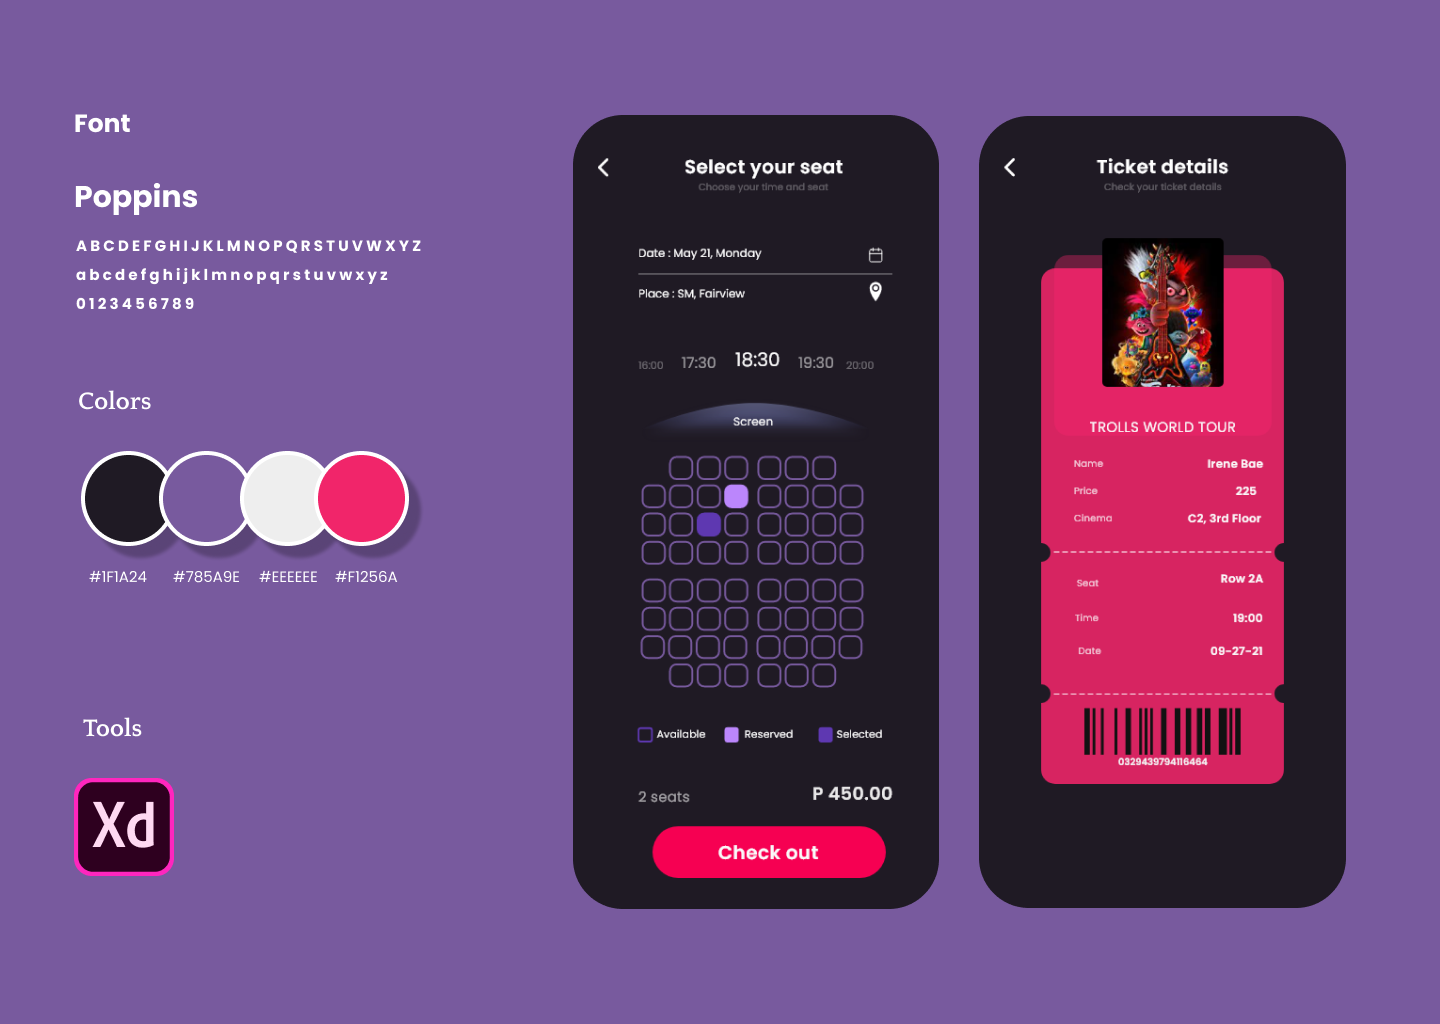 Font
Poppins
ABCDEFGHIJKLMNOPQRSTUVWXYZ
abcdefghijklmnopqrstuvwxyz
0123456789
Colors
#1F1A24 #785A9E #EEEEEE #F1256A
Tools
Xd
Select your seat
Choose your time and seat
Date : May 21, Monday
Place : SM, Fairview
16:00 17:30 18:30 19:30 20:00
Screen
Available Reserved Selected
2 seats P 450.00
Check out
Ticket details
Check your ticket details
TROLLS WORLD TOUR
Name Irene Bae
Price 225
Cinema C2, 3rd Floor
Seat Row 2A
Time 19:00
Date 09-27-21
0329439794116464